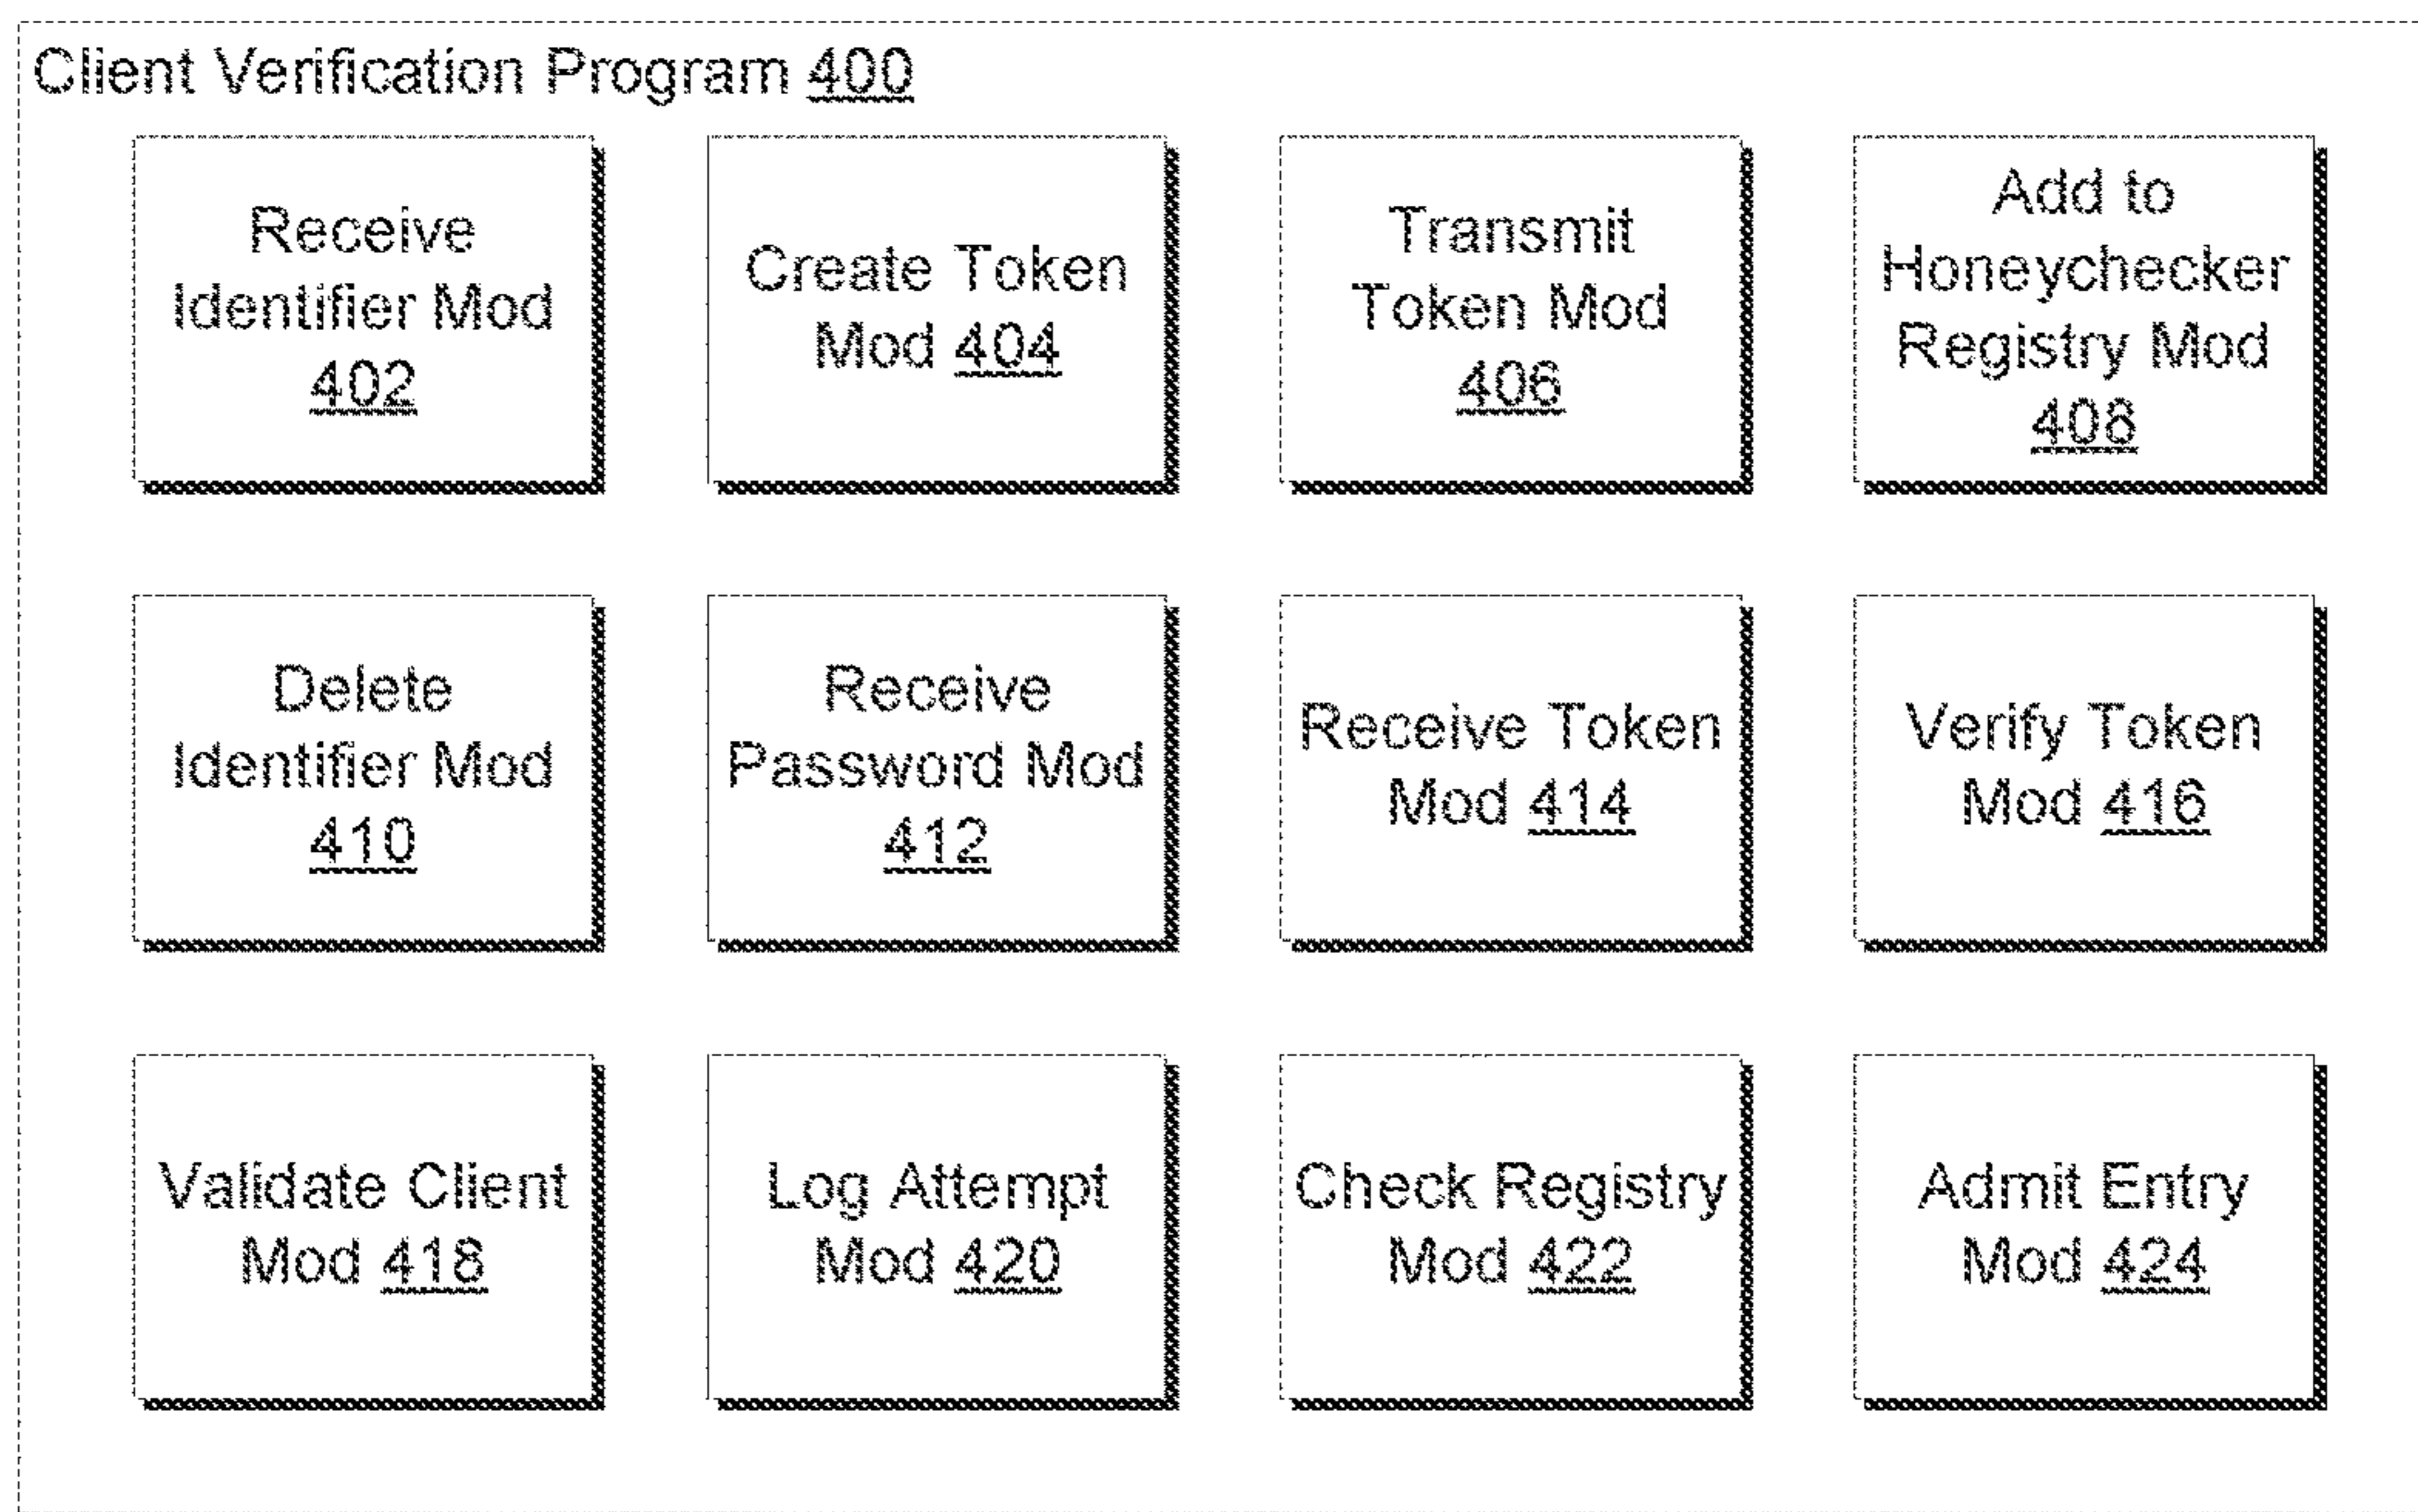 Client Verification Program 400
Receive
Identifier Mod
402
Create Token
Mod 404
Transmit
Token Mod
406
Add to
Honeychecker
Registry Mod
408
Delete
Identifier Mod
410
Receive
Password Mod
412
Receive Token
Mod 414
Verify Token
Mod 416
Validate Client
Mod 418
Log Attempt
Mod 420
Check Registry
Mod 422
Admit Entry
Mod 424